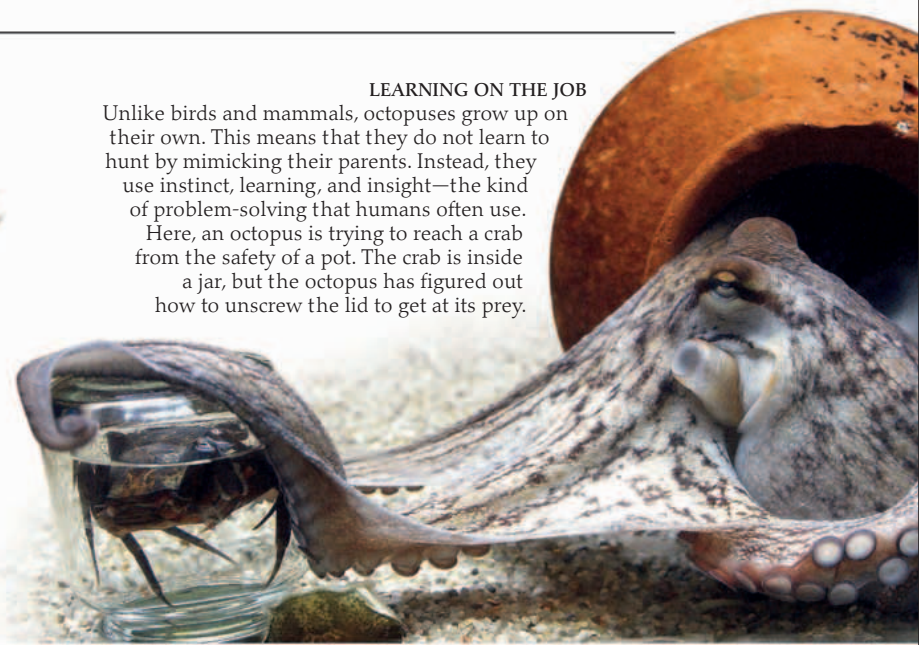 LEARNING ON THE JOB
Unlike birds and mammals, octopuses grow up on
their own. This means that they do not learn to
hunt by mimicking their parents. Instead, they
use instinct, learning, and insight—the kind
of problem-solving that humans often use.
Here, an octopus is trying to reach a crab
from the safety of a pot. The crab is inside
a jar, but the octopus has figured out
how to unscrew the lid to get at its prey.